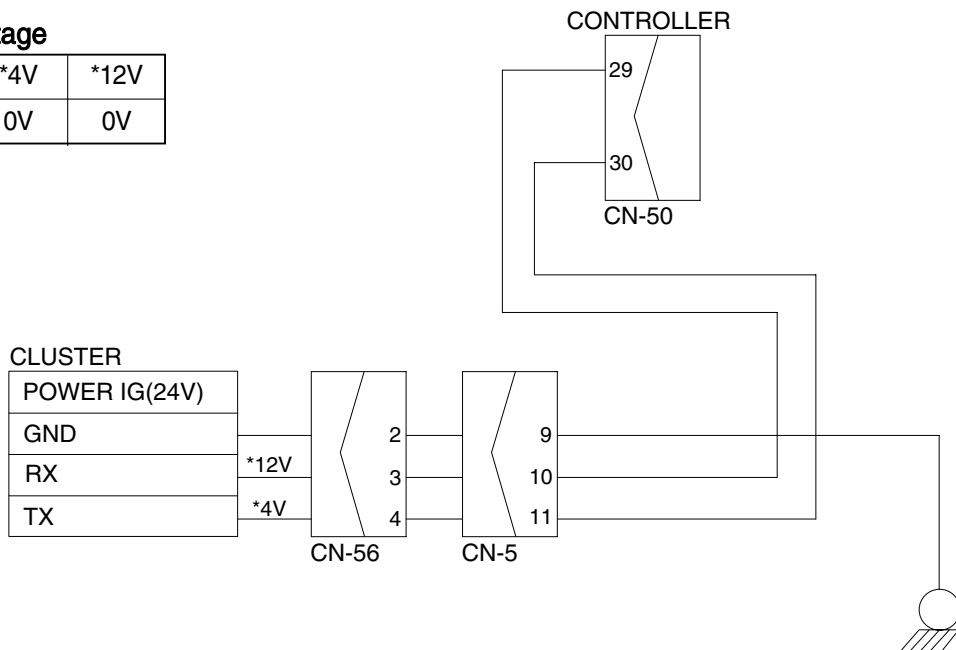 CONTROLLER
*4V *12V
0V 0V
29
30
CN-50
CLUSTER
POWER IG(24V)
GND
RX
TX
*12V
*4V
2
3
4
CN-56
9
10
11
CN-5